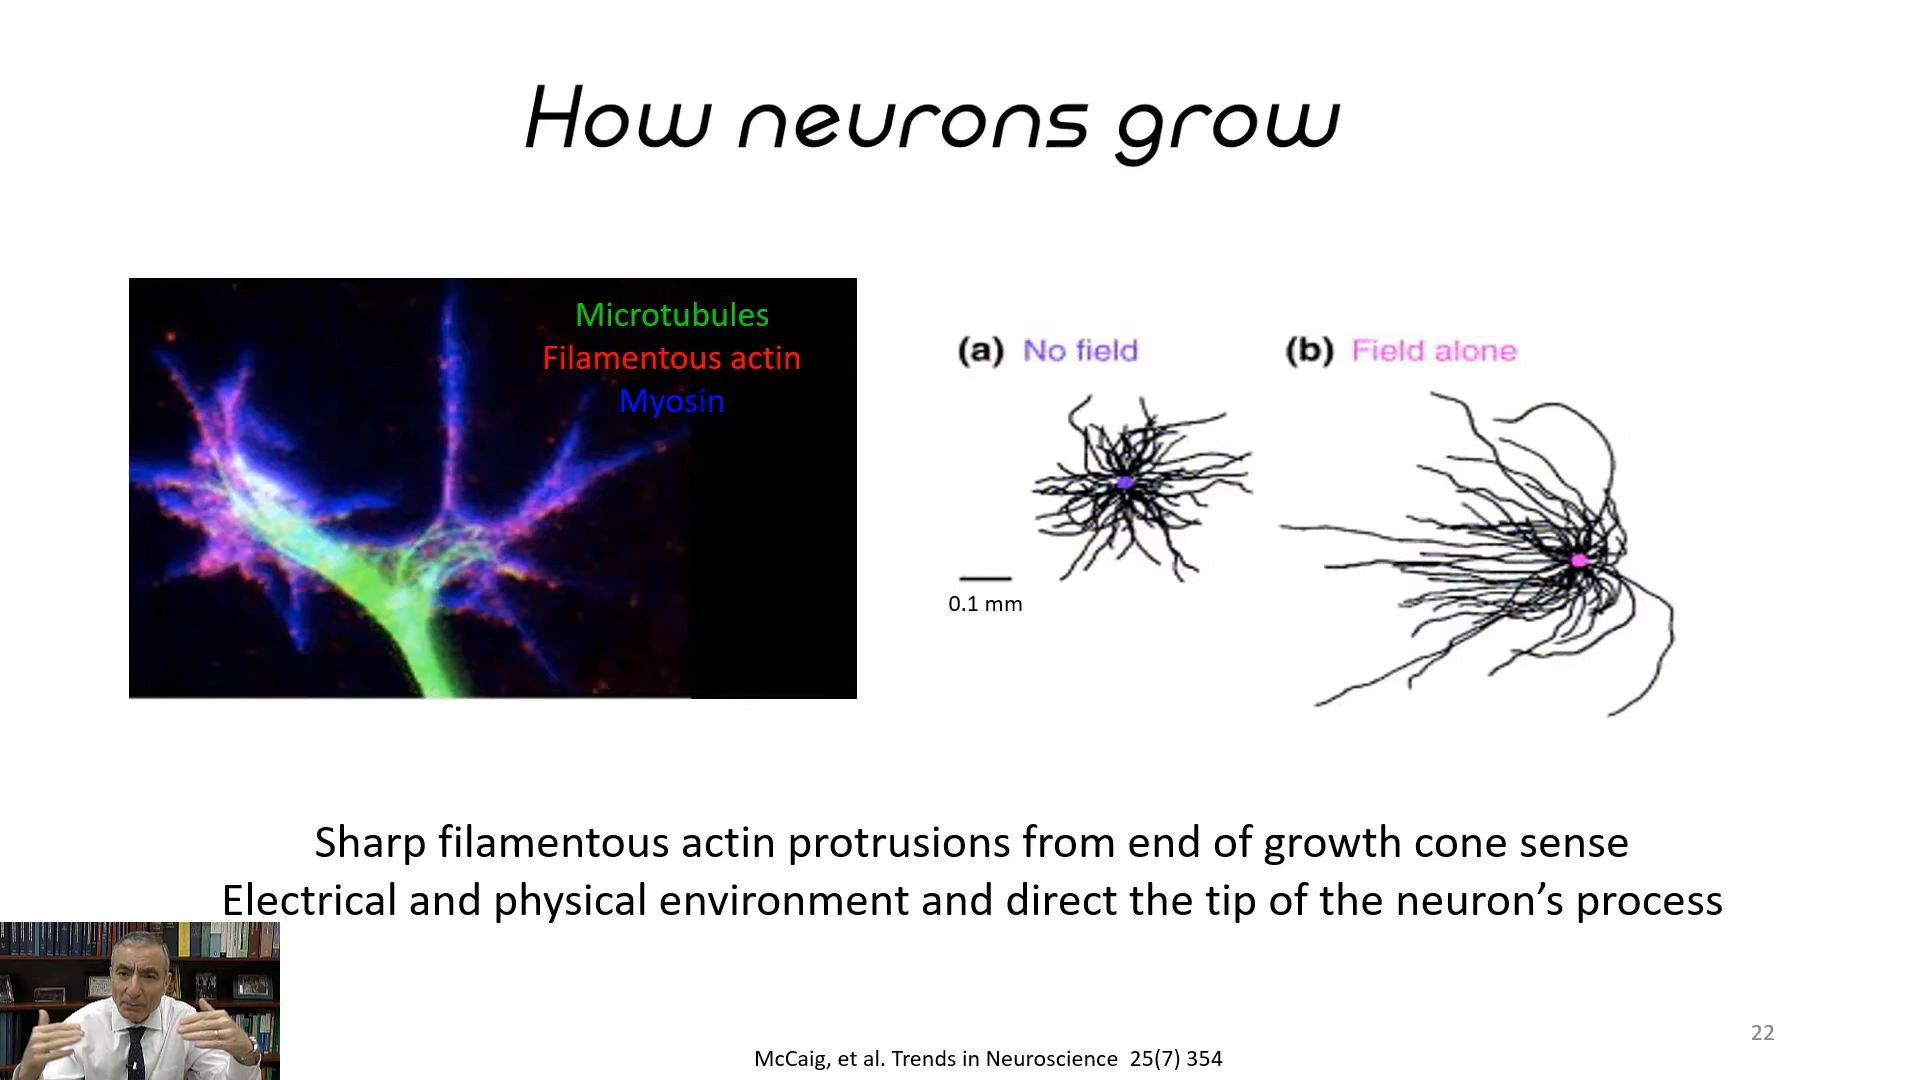 How neurons grow
Microtubules
Filamentous actin
Myosin
(a) No field
(b) Field alone
0.1 mm
Sharp filamentous actin protrusions from end of growth cone sense
Electrical and physical environment and direct the tip of the neuron’s process
22
McCaig, et al. Trends in Neuroscience 25(7) 354